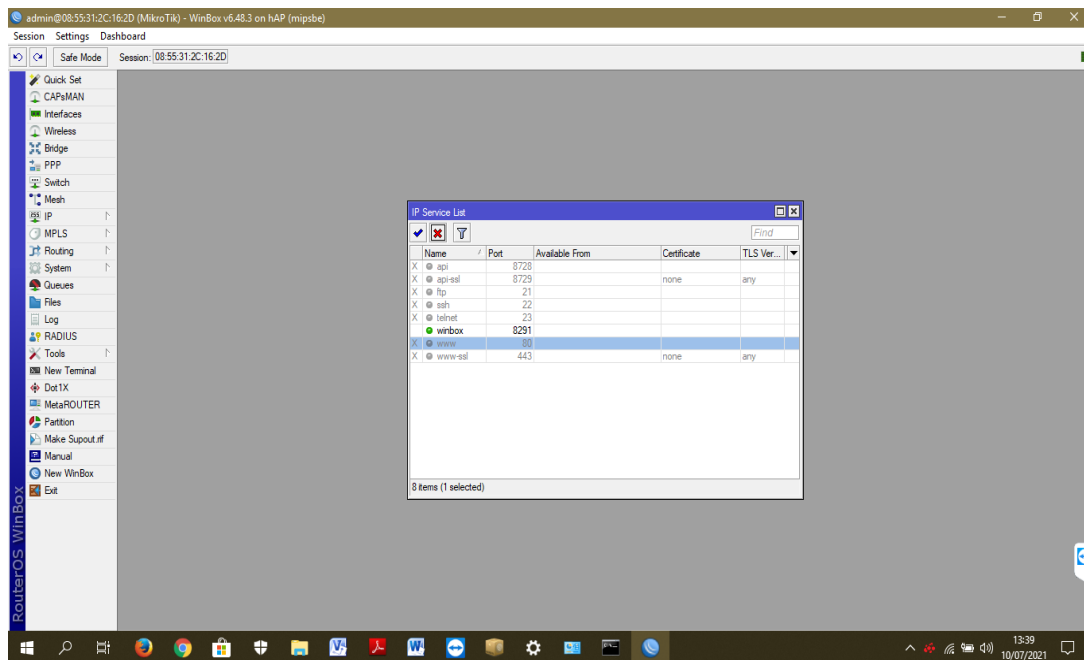 admin@08:55:31:2C:16:2D (MikroTik) - WinBox v6.48.3 on hAP (mipsbe)
Session Settings Dashboard
Safe Mode Session: 08:55:31:2C:16:2D
Quick Set
CAPsMAN
Interfaces
Wireless
Bridge
PPP
Switch
Mesh
IP
MPLS
Routing
System
Queues
Files
Log
RADIUS
Tools
New Terminal
Dot1X
MetaROUTER
Partition
Make Supout.rif
Manual
New WinBox
Exit
RouterOS WinBox
IP Service List
Find
Name Port Available From Certificate TLS Ver...
X api 8728
X api-ssl 8729 none any
X ftp 21
X ssh 22
X telnet 23
winbox 8291
X www 80
X www-ssl 443 none any
8 items (1 selected)
13:39
10/07/2021